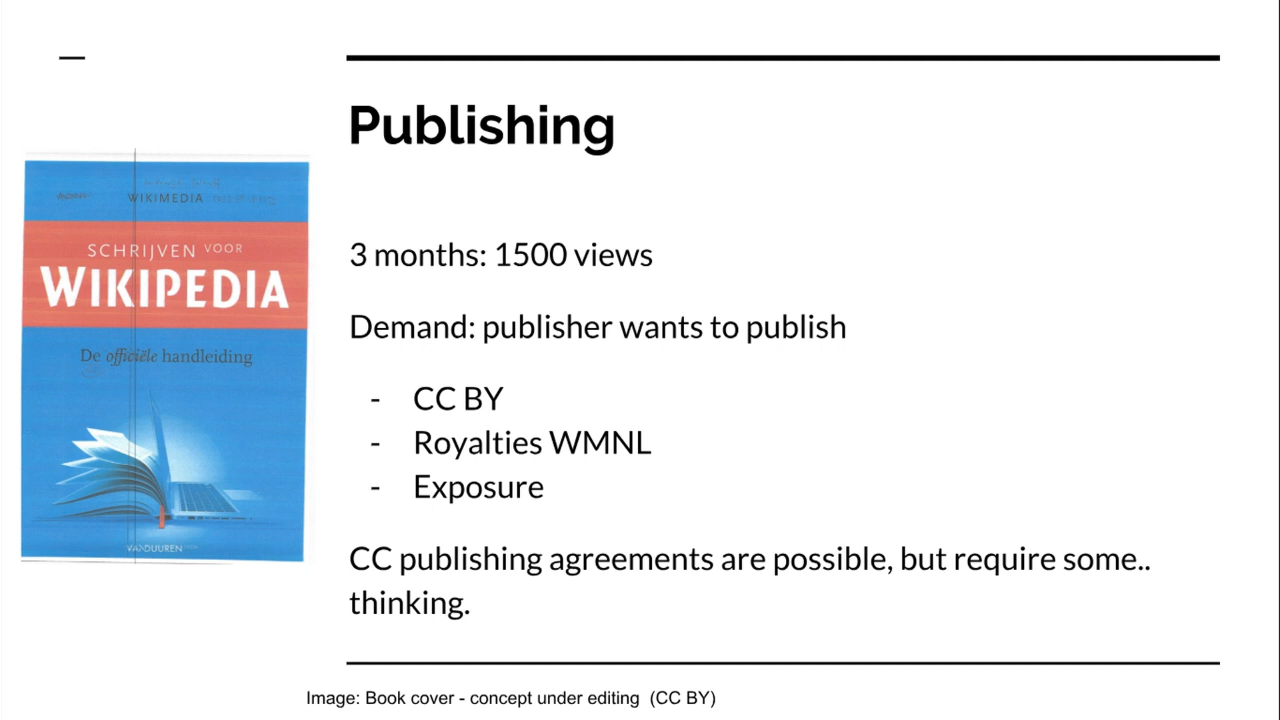 Publishing
WIKIMEDIA
SCHRIJVEN VOOR
WIKIPEDIA
De officiële handleiding
VANDUUREN
3 months: 1500 views
Demand: publisher wants to publish
- CC BY
- Royalties WMNL
- Exposure
CC publishing agreements are possible, but require some..
thinking.
Image: Book cover - concept under editing (CC BY)